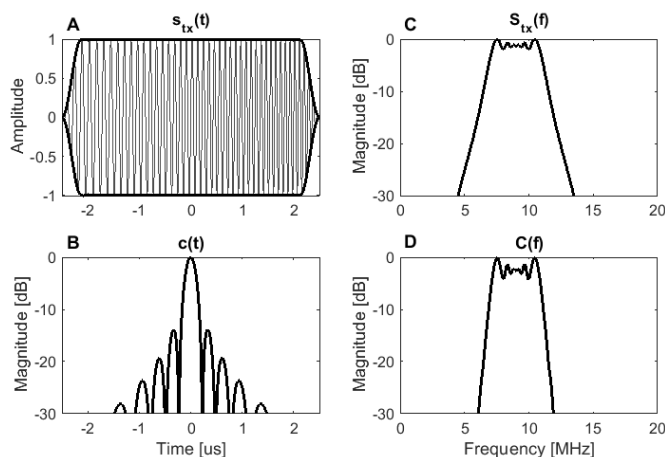 A
s_tx(t)
Amplitude
1
0.5
0
-0.5
-1
-2 -1 0 1 2
C
S_tx(f)
Magnitude [dB]
0
-10
-20
-30
0 5 10 15 20
B
c(t)
Magnitude [dB]
0
-10
-20
-30
-2 -1 0 1 2
Time [us]
D
C(f)
Magnitude [dB]
0
-10
-20
-30
0 5 10 15 20
Frequency [MHz]